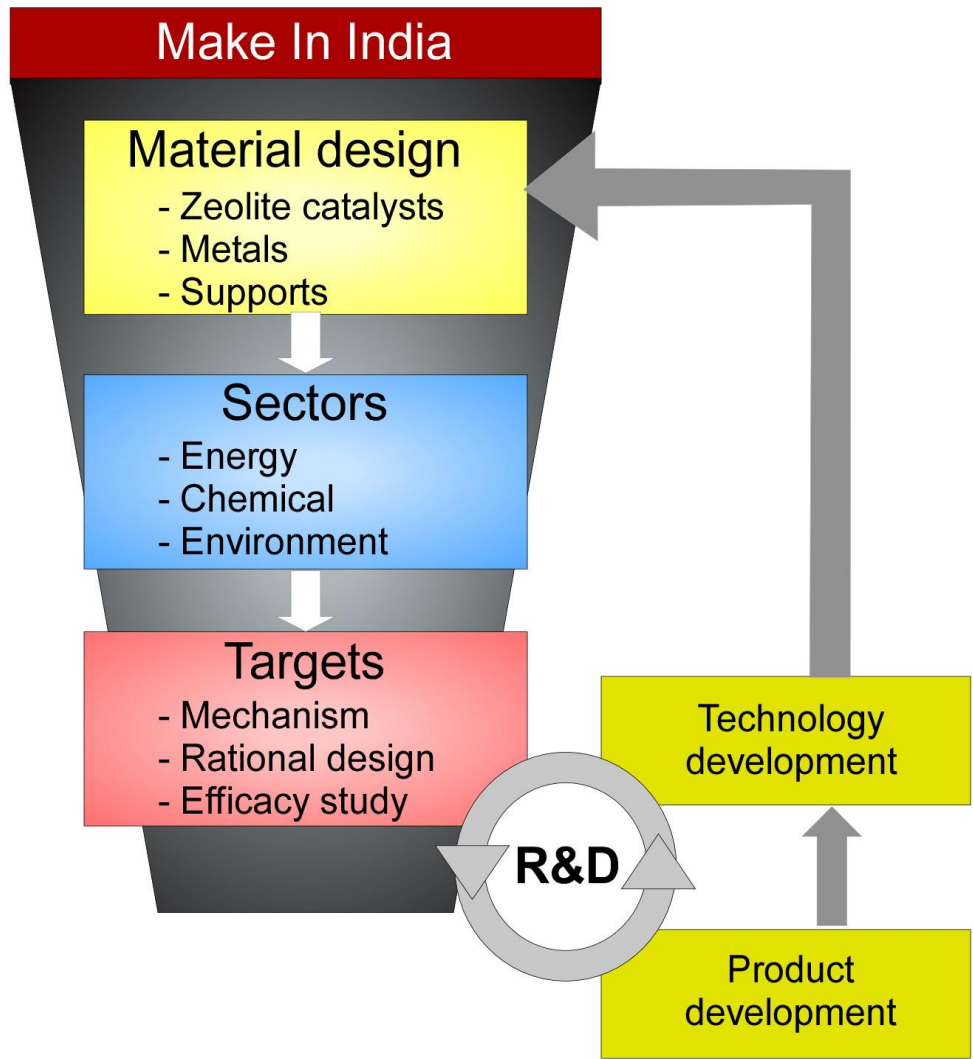 Make In India
Material design
- Zeolite catalysts
- Metals
- Supports
Sectors
- Energy
- Chemical
- Environment
Targets
- Mechanism
- Rational design
- Efficacy study
R&D
Technology
development
Product
development